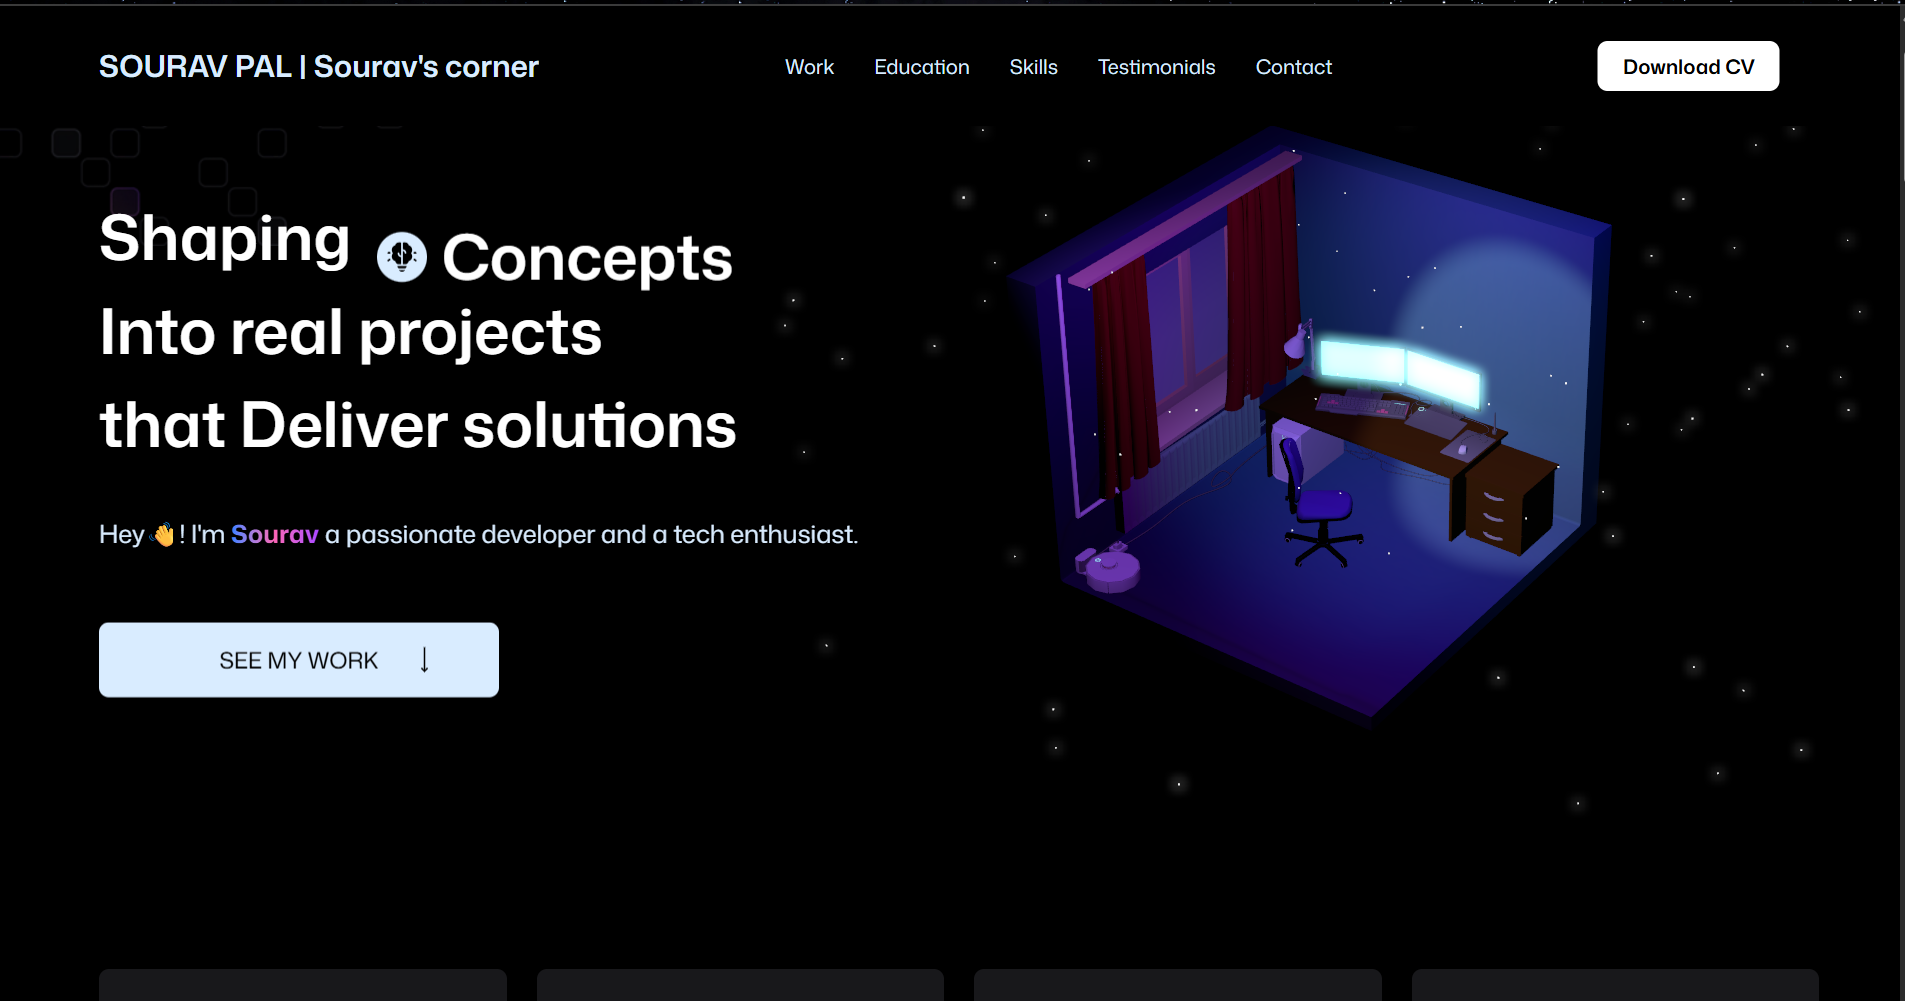 SOURAV PAL | Sourav's corner
Work
Education
Skills
Testimonials
Contact
Download CV
Shaping Concepts
Into real projects
that Deliver solutions
Hey 👋 ! I'm Sourav a passionate developer and a tech enthusiast.
SEE MY WORK ↓